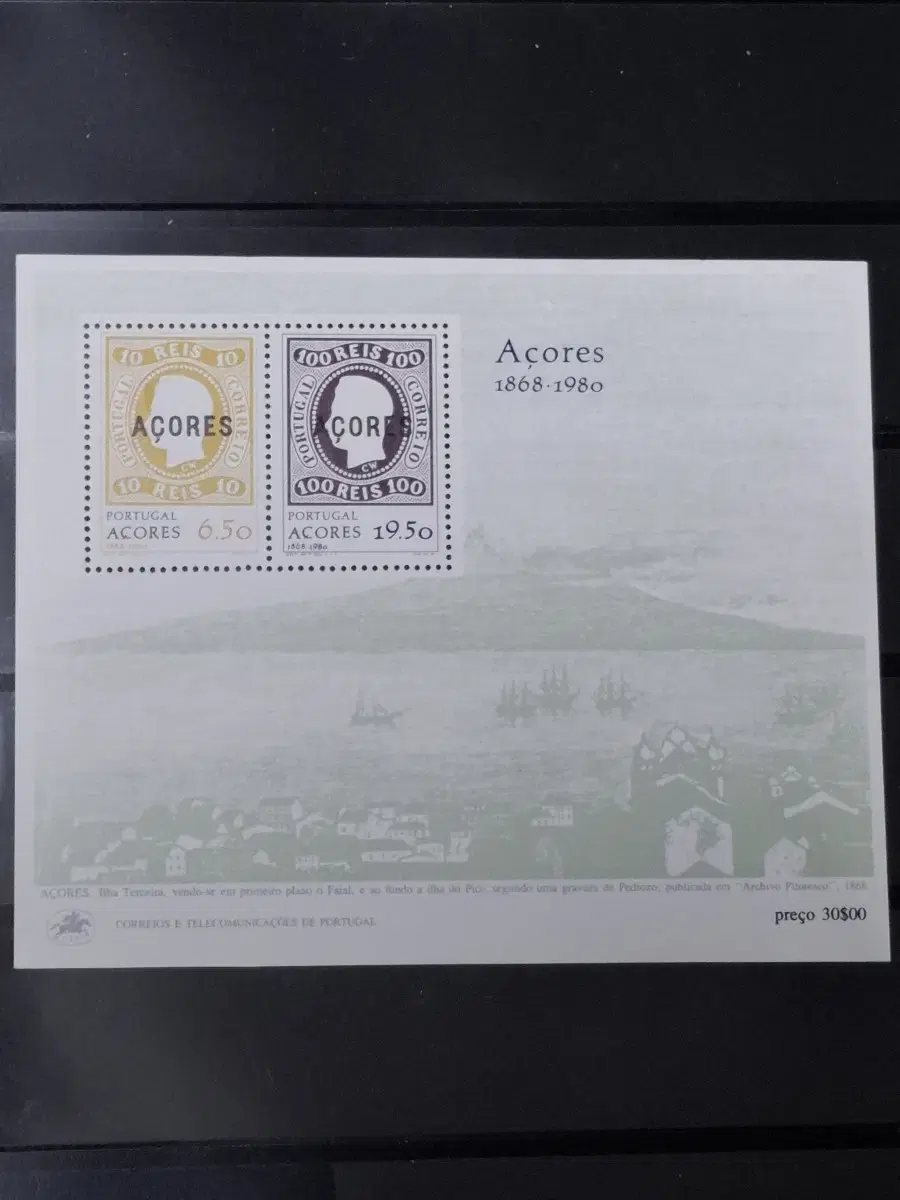 Açores
1868·1980
10 REIS 10
PORTUGAL
CORREIO
AÇORES
10 REIS 10
PORTUGAL
AÇORES 6.50
100 REIS 100
PORTUGAL
CORREIO
AÇORES
CW
100 REIS 100
PORTUGAL
AÇORES 19.50
1868 1980
AÇORES. Ilha Terceira, vendo-se em primeiro plano o Faial, e ao fundo a ilha do Pico segundo uma gravura de Pedrozo, publicada em "Archivo Pittoresco", 1868
preço 30$00
CORREIOS E TELECOMUNICAÇÕES DE PORTUGAL